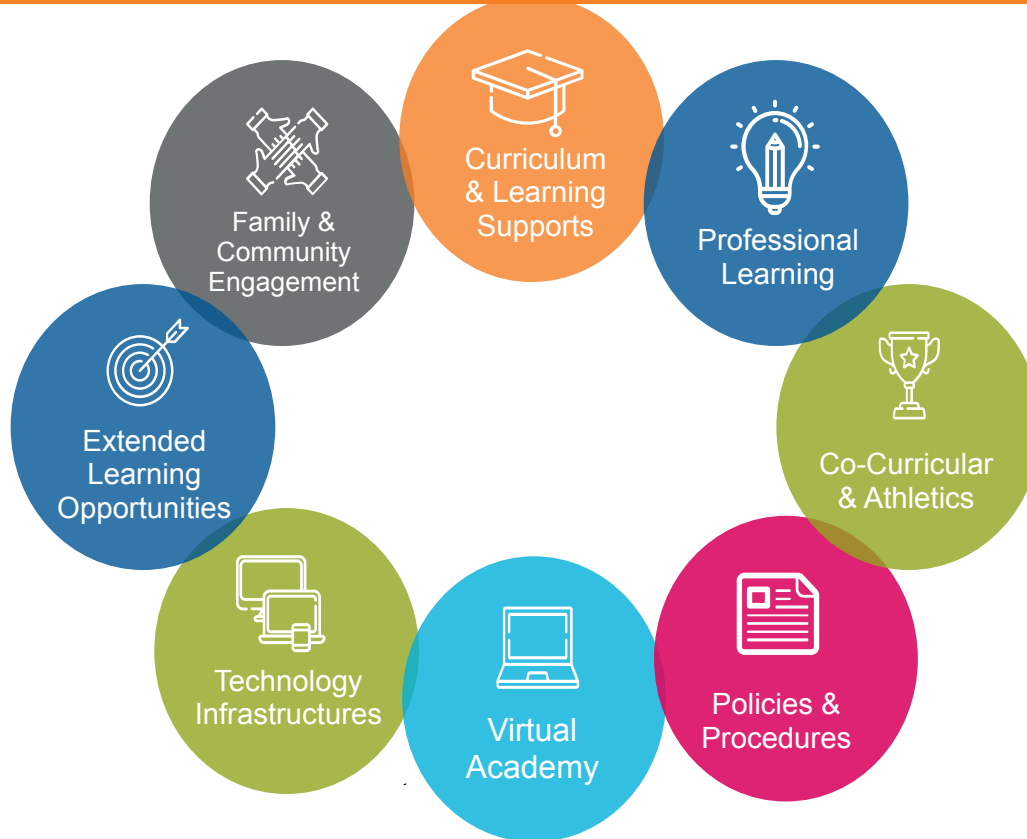 Curriculum
& Learning
Supports
Professional
Learning
Co-Curricular
& Athletics
Policies &
Procedures
Virtual
Academy
Technology
Infrastructures
Extended
Learning
Opportunities
Family &
Community
Engagement